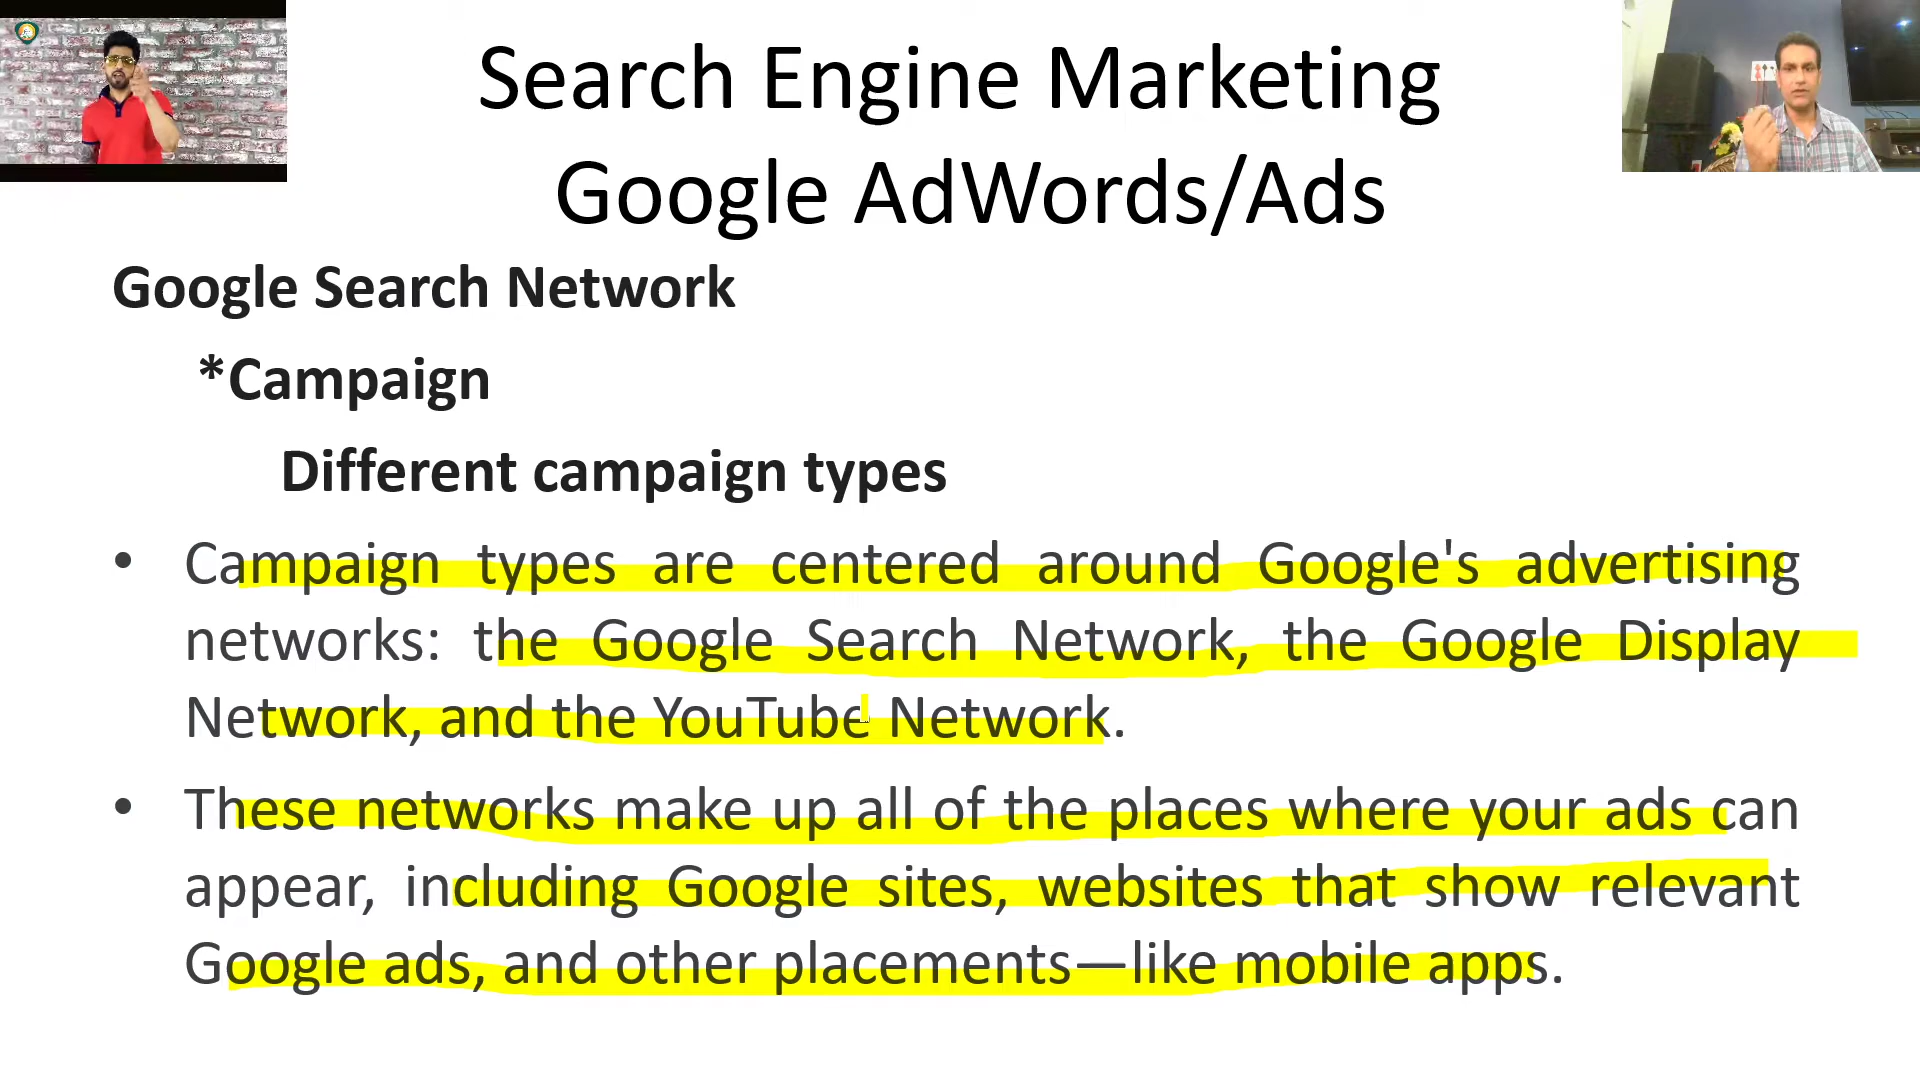 Search Engine Marketing
Google AdWords/Ads
Google Search Network
*Campaign
Different campaign types
• Campaign types are centered around Google's advertising
networks: the Google Search Network, the Google Display
Network, and the YouTube Network.
• These networks make up all of the places where your ads can
appear, including Google sites, websites that show relevant
Google ads, and other placements—like mobile apps.